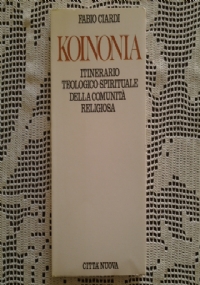 FABIO CIARDI
KOINONIA
ITINERARIO
TEOLOGICO-SPIRITUALE
DELLA COMUNITÀ
RELIGIOSA
CITTÀ NUOVA